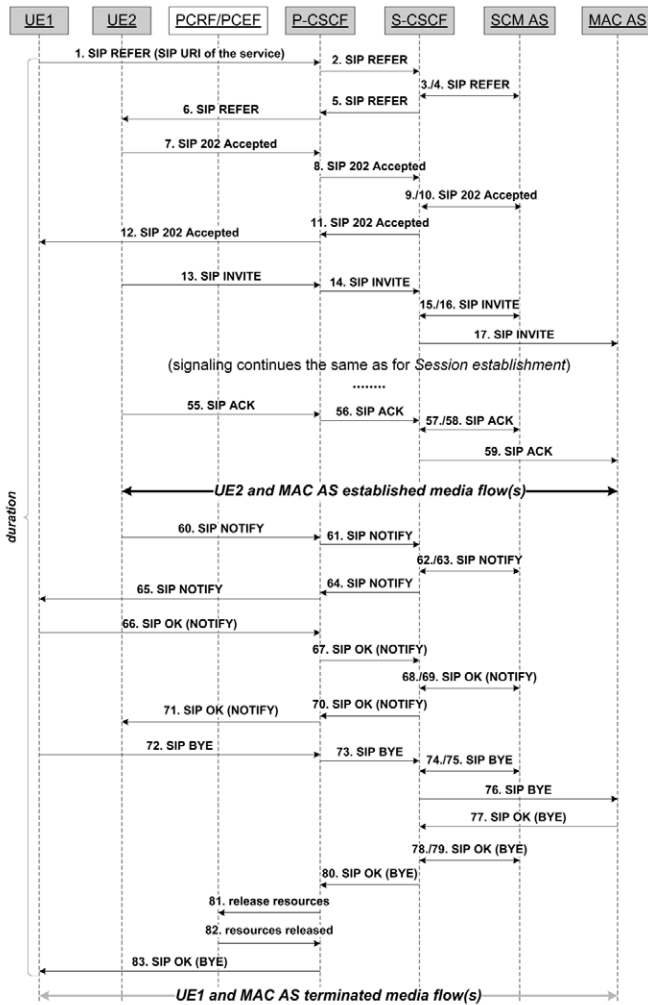 UE1 UE2 PCRF/PCEF P-CSCF S-CSCF SCM AS MAC AS
1. SIP REFER (SIP URI of the service)
2. SIP REFER
3./4. SIP REFER
5. SIP REFER
6. SIP REFER
7. SIP 202 Accepted
8. SIP 202 Accepted
9./10. SIP 202 Accepted
11. SIP 202 Accepted
12. SIP 202 Accepted
13. SIP INVITE
14. SIP INVITE
15./16. SIP INVITE
17. SIP INVITE
(signaling continues the same as for Session establishment)
........
55. SIP ACK
56. SIP ACK
57./58. SIP ACK
59. SIP ACK
duration
UE2 and MAC AS established media flow(s)
60. SIP NOTIFY
61. SIP NOTIFY
62./63. SIP NOTIFY
64. SIP NOTIFY
65. SIP NOTIFY
66. SIP OK (NOTIFY)
67. SIP OK (NOTIFY)
68./69. SIP OK (NOTIFY)
70. SIP OK (NOTIFY)
71. SIP OK (NOTIFY)
72. SIP BYE
73. SIP BYE
74./75. SIP BYE
76. SIP BYE
77. SIP OK (BYE)
78./79. SIP OK (BYE)
80. SIP OK (BYE)
81. release resources
82. resources released
83. SIP OK (BYE)
UE1 and MAC AS terminated media flow(s)